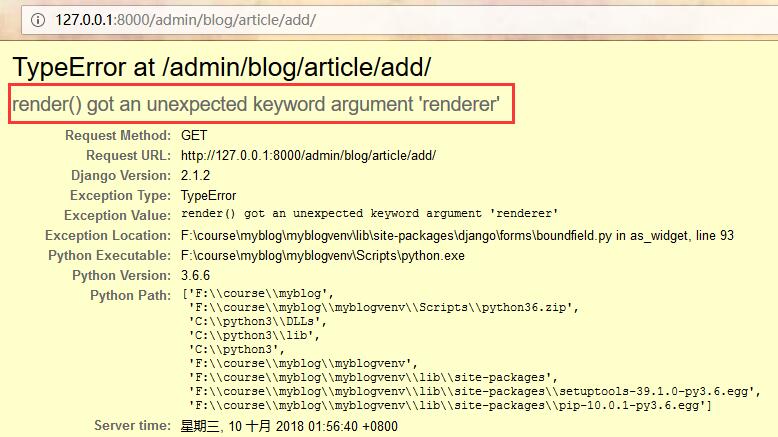 127.0.0.1:8000/admin/blog/article/add/
TypeError at /admin/blog/article/add/
render() got an unexpected keyword argument 'renderer'
Request Method: GET
Request URL: http://127.0.0.1:8000/admin/blog/article/add/
Django Version: 2.1.2
Exception Type: TypeError
Exception Value: render() got an unexpected keyword argument 'renderer'
Exception Location: F:\course\myblog\myblogvenv\lib\site-packages\django\forms\boundfield.py in as_widget, line 93
Python Executable: F:\course\myblog\myblogvenv\Scripts\python.exe
Python Version: 3.6.6
Python Path: ['F:\\course\\myblog',
'F:\\course\\myblog\\myblogvenv\\Scripts\\python36.zip',
'C:\\python3\\DLLs',
'C:\\python3\\lib',
'C:\\python3',
'F:\\course\\myblog\\myblogvenv',
'F:\\course\\myblog\\myblogvenv\\lib\\site-packages',
'F:\\course\\myblog\\myblogvenv\\lib\\site-packages\\setuptools-39.1.0-py3.6.egg',
'F:\\course\\myblog\\myblogvenv\\lib\\site-packages\\pip-10.0.1-py3.6.egg']
Server time: 星期三, 10 十月 2018 01:56:40 +0800